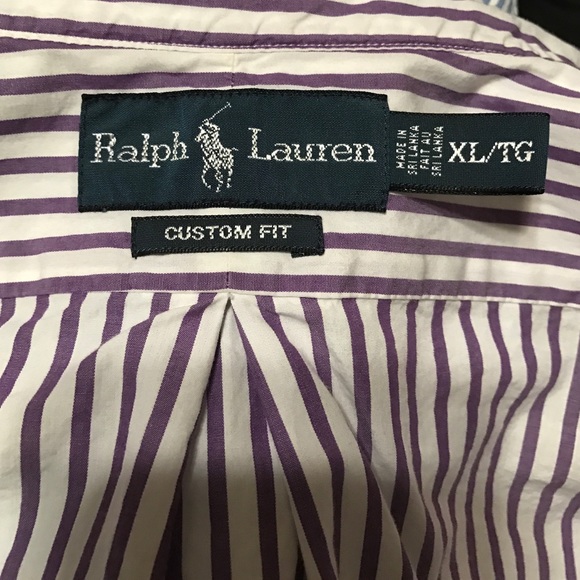 Ralph Lauren
MADE IN
SRI LANKA
FAIT AU
SRI LANKA
XL/TG
CUSTOM FIT